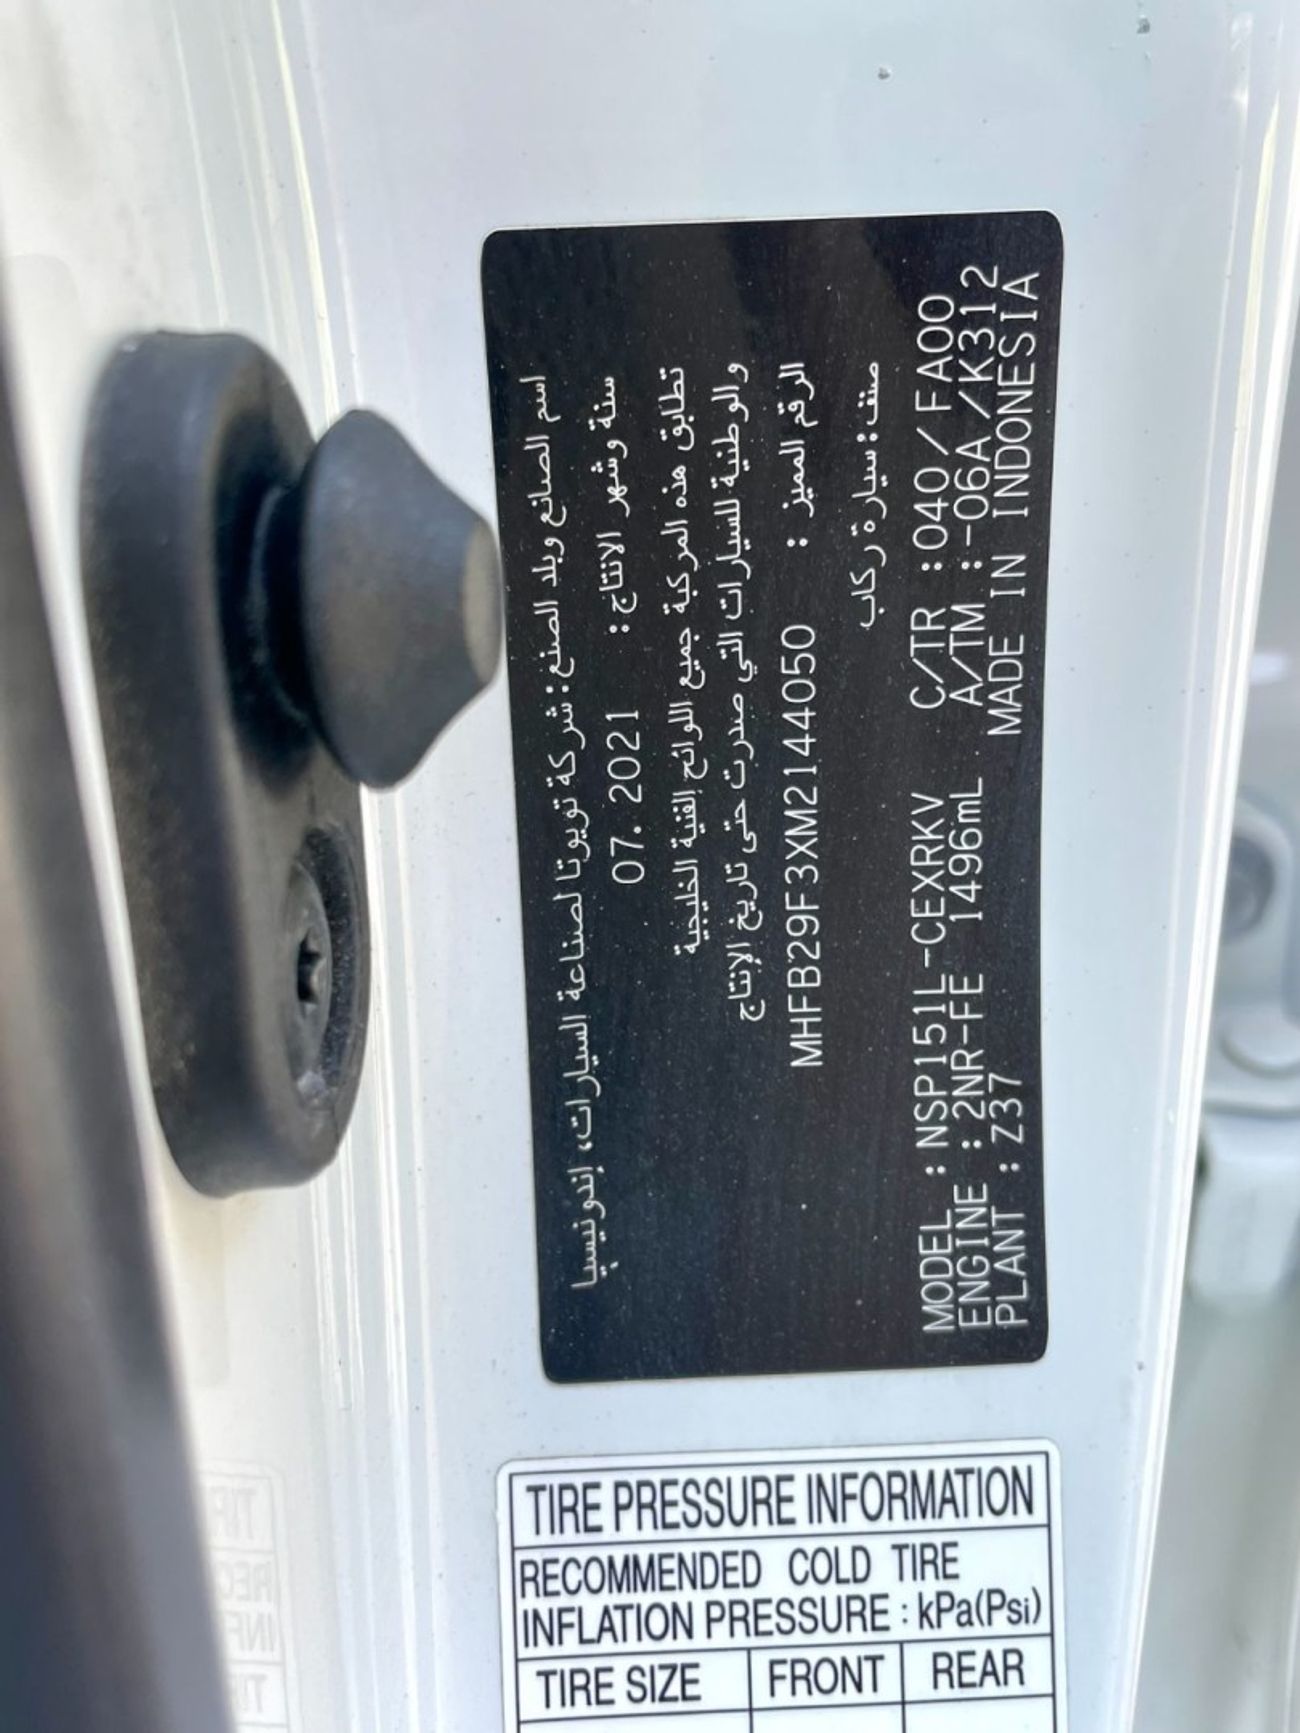 اسم الصانع وبلد الصنع: شركة تويوتا لصناعة السيارات، إندونيسيا
سنة وشهر الانتاج: 07. 2021
تطابق هذه المركبة جميع اللوائح الفنية الخليجية
والوطنية للسيارات التي صدرت حتى تاريخ الإنتاج
الرقم المميز : MHFB29F3XM2144050
صنف: سيارة ركاب
MODEL : NSP151L-CEXRKV C/TR : 040 / FA00
ENGINE : 2NR-FE 1496mL A/TM : -06A / K312
PLANT : Z37 MADE IN INDONESIA
TIRE PRESSURE INFORMATION
RECOMMENDED COLD TIRE
INFLATION PRESSURE : kPa(Psi)
TIRE SIZE FRONT REAR